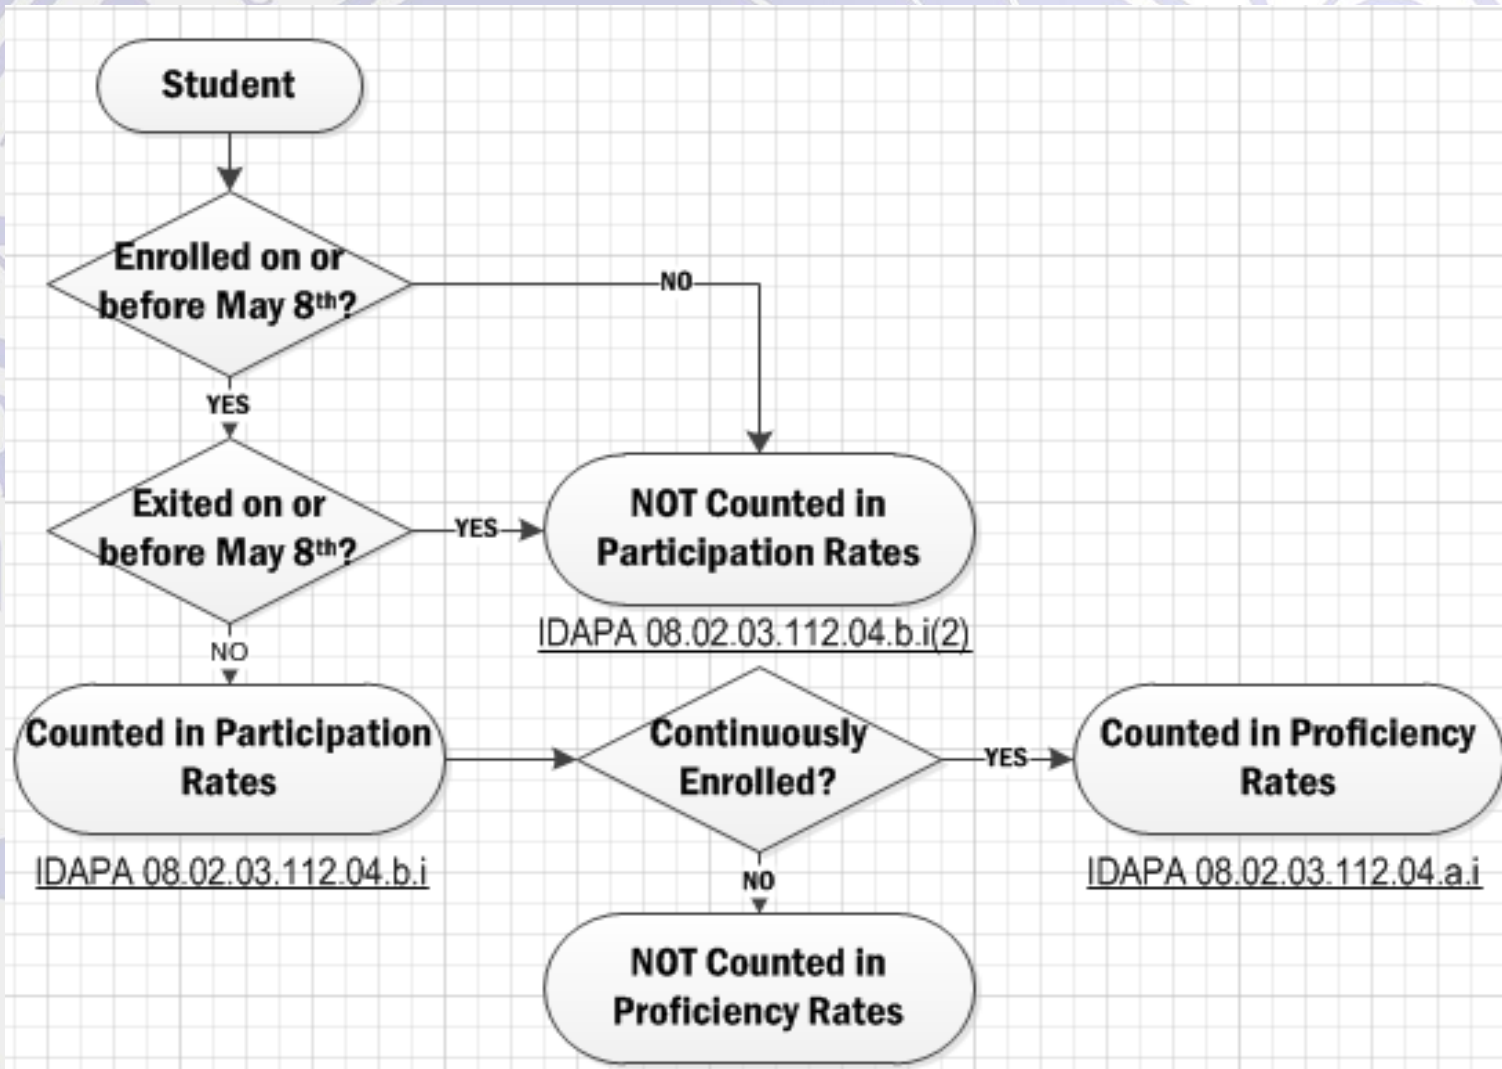 Student
Enrolled on or
before May 8th?
NO
YES
Exited on or
before May 8th?
YES
NOT Counted in
Participation Rates
IDAPA 08.02.03.112.04.b.i(2)
NO
Counted in Participation
Rates
IDAPA 08.02.03.112.04.b.i
Continuously
Enrolled?
YES
Counted in Proficiency
Rates
IDAPA 08.02.03.112.04.a.i
NO
NOT Counted in
Proficiency Rates